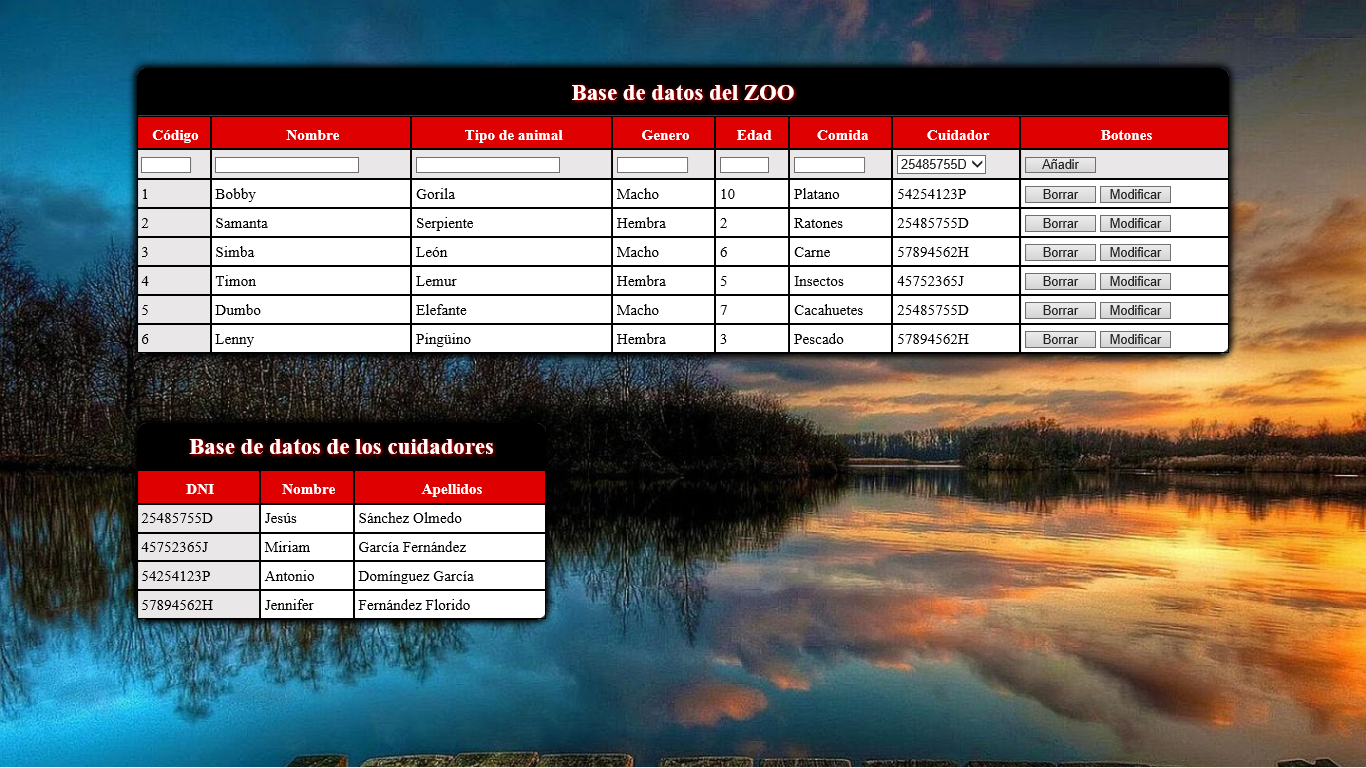 Base de datos del ZOO
Código Nombre Tipo de animal Genero Edad Comida Cuidador Botones
25485755D Añadir
1 Bobby Gorila Macho 10 Platano 54254123P Borrar Modificar
2 Samanta Serpiente Hembra 2 Ratones 25485755D Borrar Modificar
3 Simba León Macho 6 Carne 57894562H Borrar Modificar
4 Timon Lemur Hembra 5 Insectos 45752365J Borrar Modificar
5 Dumbo Elefante Macho 7 Cacahuetes 25485755D Borrar Modificar
6 Lenny Pingüino Hembra 3 Pescado 57894562H Borrar Modificar
Base de datos de los cuidadores
DNI Nombre Apellidos
25485755D Jesús Sánchez Olmedo
45752365J Miriam García Fernández
54254123P Antonio Domínguez García
57894562H Jennifer Fernández Florido